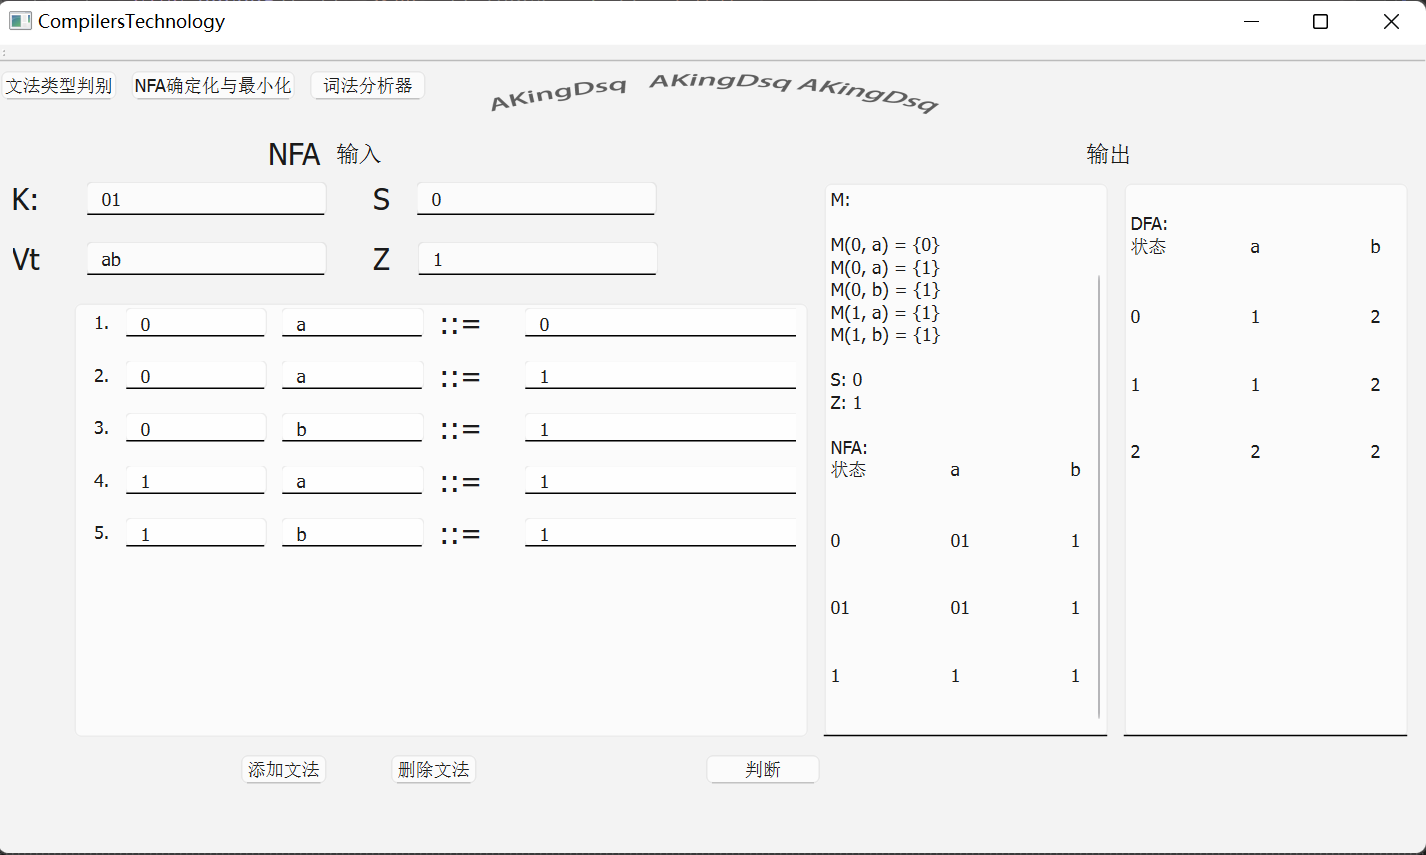 CompilersTechnology
文法类型判别 NFA确定化与最小化 词法分析器 AKingDsq AKingDsq AKingDsq
NFA 输入
K: 01 S 0
Vt ab Z 1
1. 0 a ::= 0
2. 0 a ::= 1
3. 0 b ::= 1
4. 1 a ::= 1
5. 1 b ::= 1
添加文法 删除文法 判断
输出
M:
M(0, a) = {0}
M(0, a) = {1}
M(0, b) = {1}
M(1, a) = {1}
M(1, b) = {1}
S: 0
Z: 1
NFA:
状态 a b
0 01 1
01 01 1
1 1 1
DFA:
状态 a b
0 1 2
1 1 2
2 2 2